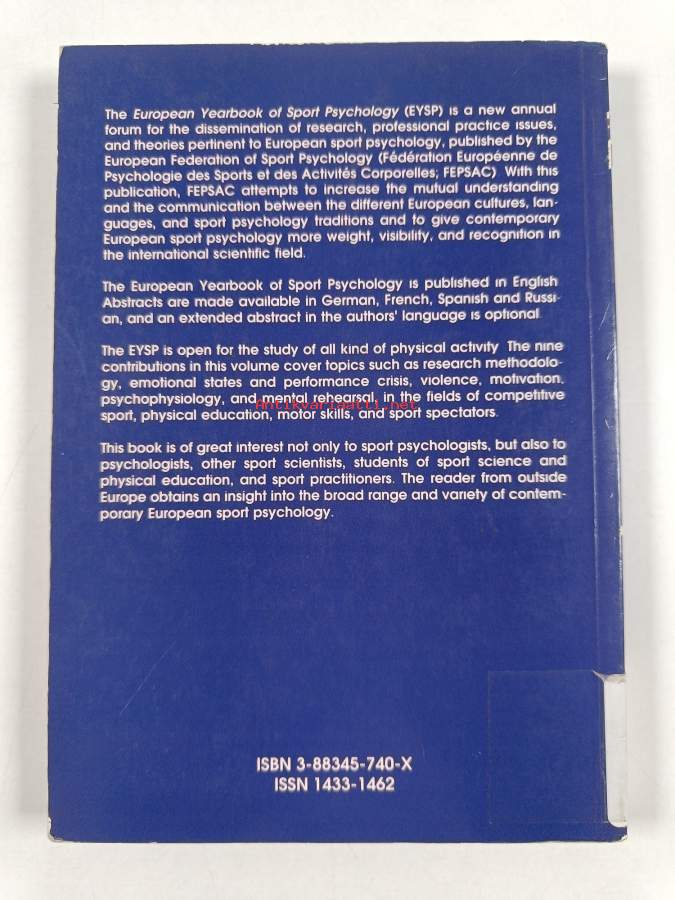 The European Yearbook of Sport Psychology (EYSP) is a new annual
forum for the dissemination of research, professional practice issues,
and theories pertinent to European sport psychology, published by the
European Federation of Sport Psychology (Fédération Européenne de
Psychologie des Sports et des Activités Corporelles; FEPSAC). With this
publication, FEPSAC attempts to increase the mutual understanding
and the communication between the different European cultures, lan-
guages, and sport psychology traditions and to give contemporary
European sport psychology more weight, visibility, and recognition in
the international scientific field.
The European Yearbook of Sport Psychology is published in English
Abstracts are made available in German, French, Spanish and Russi-
an, and an extended abstract in the authors' language is optional
The EYSP is open for the study of all kind of physical activity The nine
contributions in this volume cover topics such as research methodolo-
gy, emotional states and performance crisis, violence, motivation,
psychophysiology, and mental rehearsal, in the fields of competitive
Antikvariaatti.net
sport, physical education, motor skills, and sport spectators.
This book is of great interest not only to sport psychologists, but also to
psychologists, other sport scientists, students of sport science and
physical education, and sport practitioners. The reader from outside
Europe obtains an insight into the broad range and variety of contem-
porary European sport psychology.
ISBN 3-88345-740-X
ISSN 1433-1462